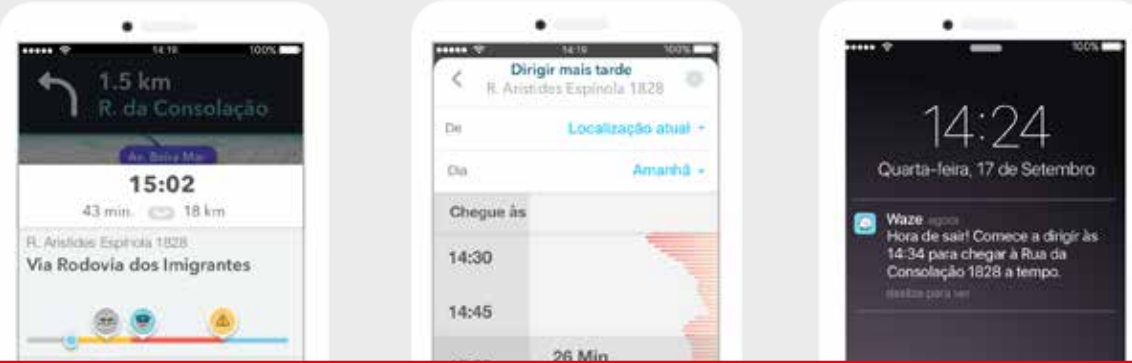 14:19 100%
1.5 km
R. da Consolação
Av. Beira Mar
15:02
43 min. 18 km
R. Aristides Espínola 1828
Via Rodovia dos Imigrantes
14:19 100%
Dirigir mais tarde
R. Aristides Espínola 1828
De Localização atual
Dia Amanhã
Chegue às
14:30
14:45
26 Min
100%
14:24
Quarta-feira, 17 de Setembro
Waze agora
Hora de sair! Comece a dirigir às
14:34 para chegar à Rua da
Consolação 1828 a tempo.
deslize para ver